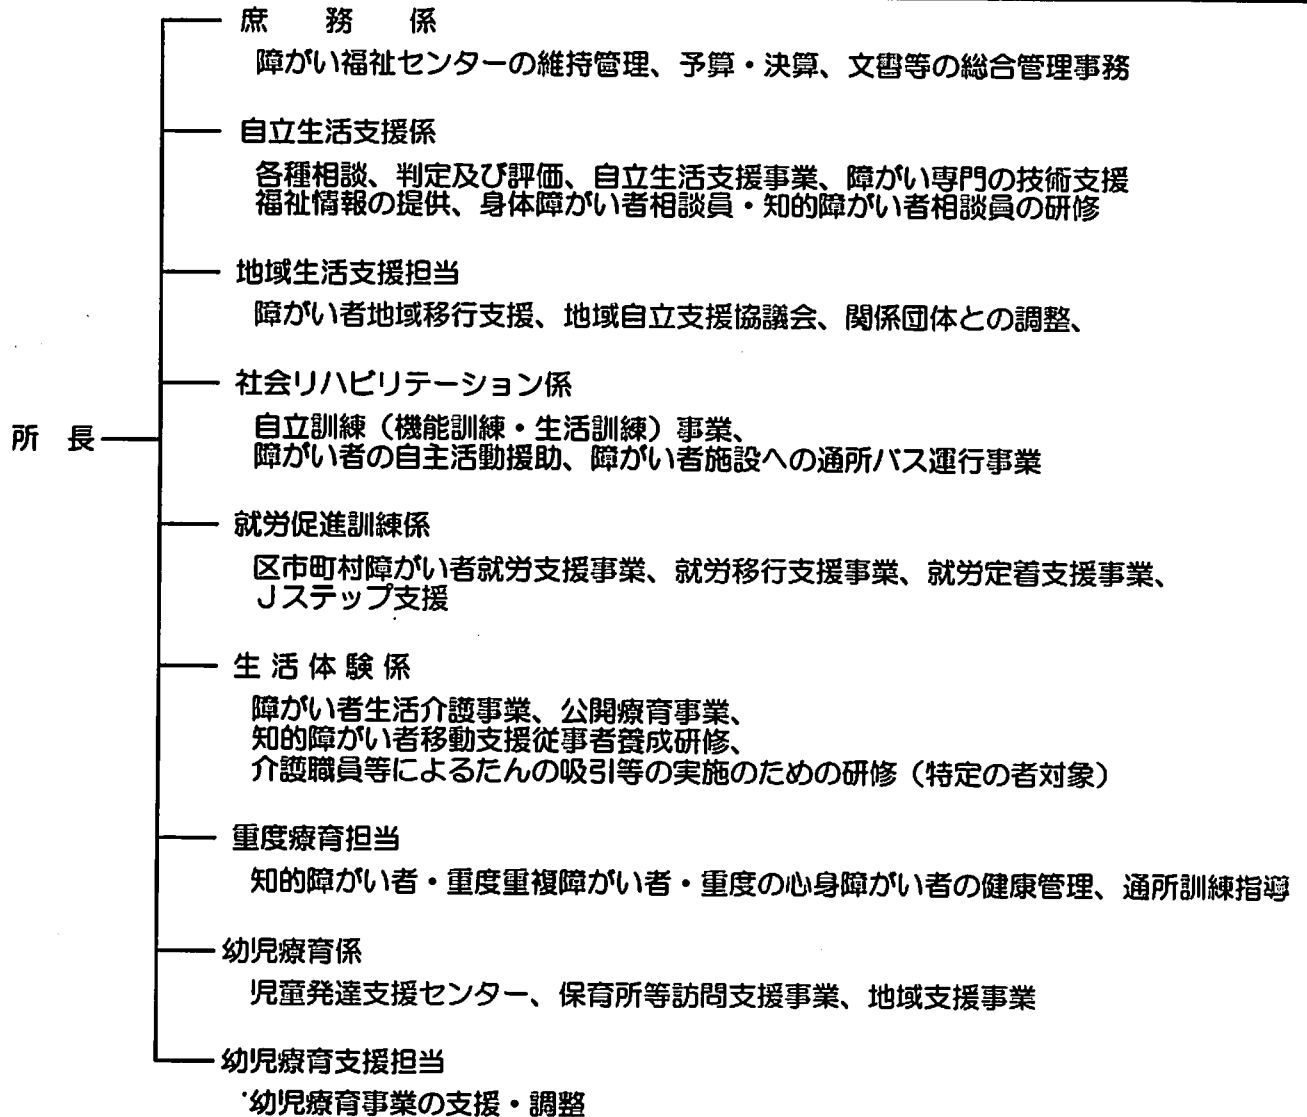 庶務係
障がい福祉センターの維持管理、予算・決算、文書等の総合管理事務
自立生活支援係
各種相談、判定及び評価、自立生活支援事業、障がい専門の技術支援
福祉情報の提供、身体障がい者相談員・知的障がい者相談員の研修
地域生活支援担当
障がい者地域移行支援、地域自立支援協議会、関係団体との調整、
社会リハビリテーション係
所長
自立訓練（機能訓練・生活訓練）事業、
障がい者の自主活動援助、障がい者施設への通所バス運行事業
就労促進訓練係
区市町村障がい者就労支援事業、就労移行支援事業、就労定着支援事業、
Ｊステップ支援
生活体験係
障がい者生活介護事業、公開療育事業、
知的障がい者移動支援従事者養成研修、
介護職員等によるたんの吸引等の実施のための研修（特定の者対象）
重度療育担当
知的障がい者・重度重複障がい者・重度の心身障がい者の健康管理、通所訓練指導
幼児療育係
児童発達支援センター、保育所等訪問支援事業、地域支援事業
幼児療育支援担当
幼児療育事業の支援・調整